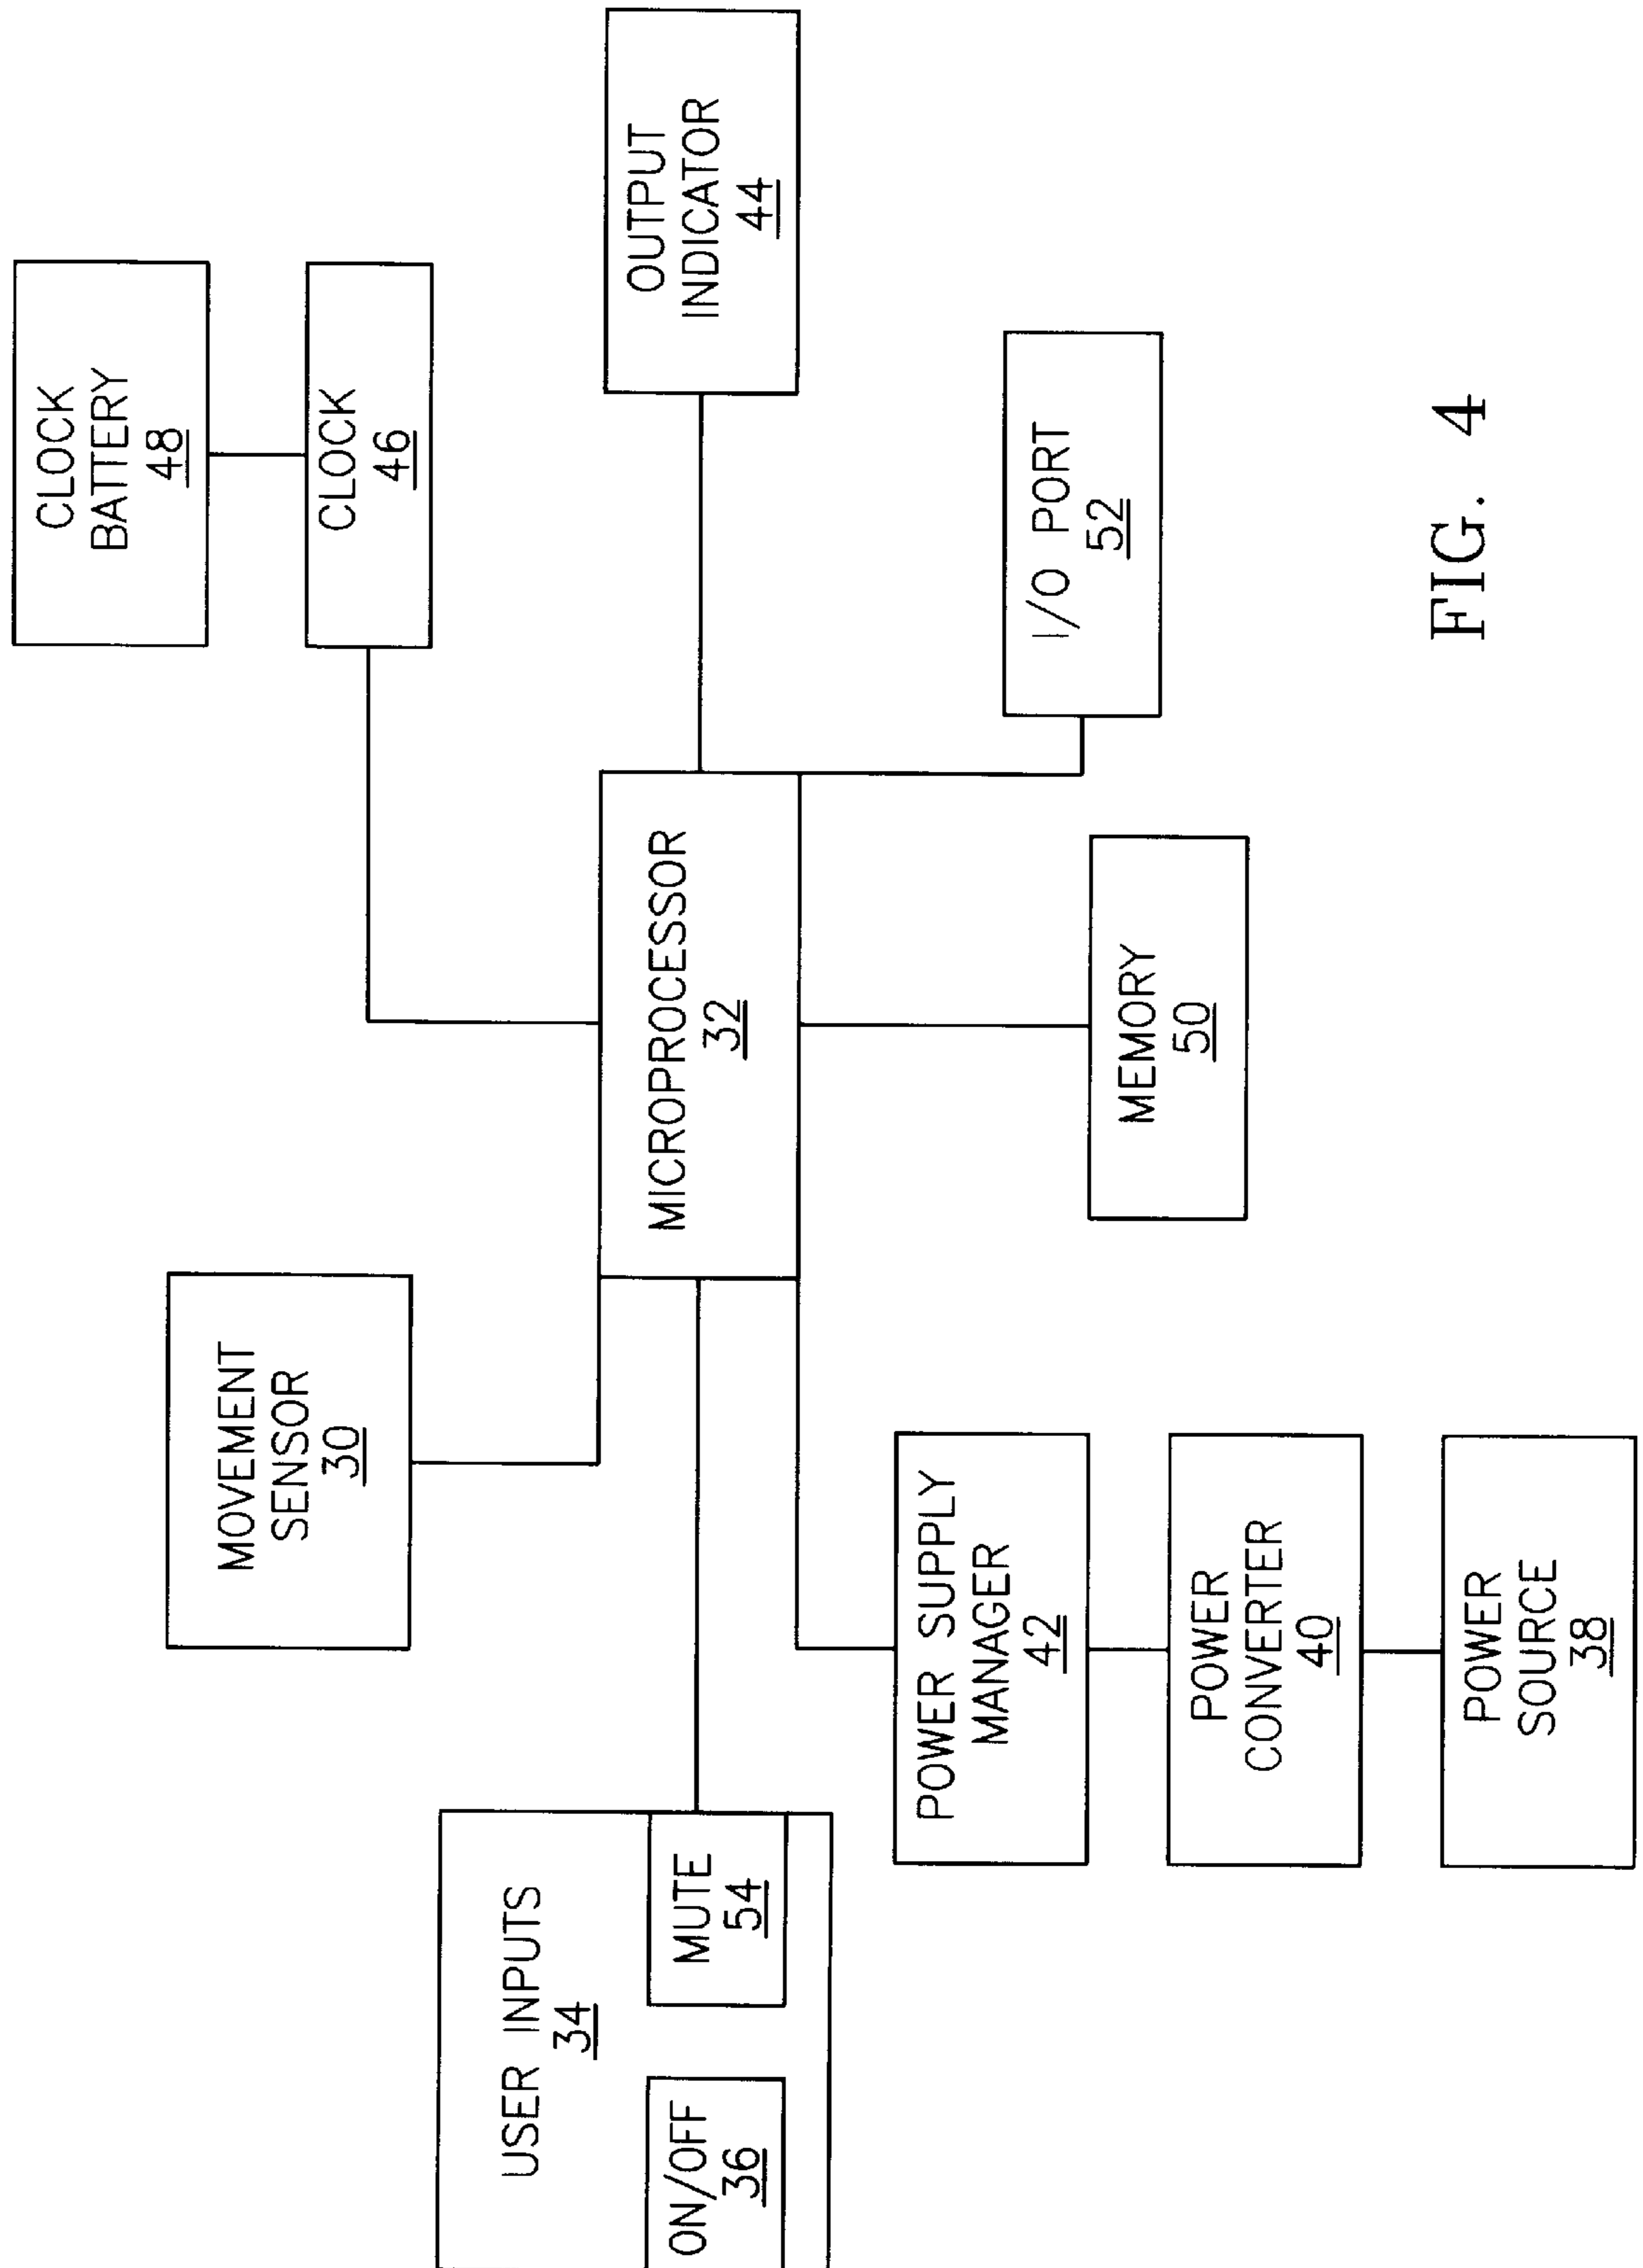 CLOCK
BATTERY
48
CLOCK
46
MOVEMENT
SENSOR
30
USER INPUTS
34
ON/OFF
36
MUTE
54
MICROPROCESSOR
32
OUTPUT
INDICATOR
44
POWER SUPPLY
MANAGER
42
POWER
CONVERTER
40
POWER
SOURCE
38
MEMORY
50
I/O PORT
52
FIG. 4